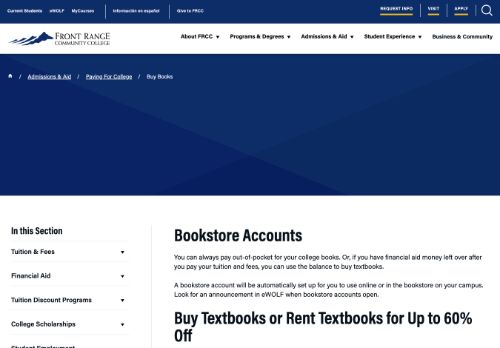 Current Students eWOLF MyCourses Información en español Give to FRCC REQUEST INFO VISIT APPLY
FRONT RANGE
COMMUNITY COLLEGE
About FRCC Programs & Degrees Admissions & Aid Student Experience Business & Community
/ Admissions & Aid / Paying For College / Buy Books
In this Section
Tuition & Fees
Financial Aid
Tuition Discount Programs
College Scholarships
Student Employment
Bookstore Accounts
You can always pay out-of-pocket for your college books. Or, if you have financial aid money left over after
you pay your tuition and fees, you can use the balance to buy textbooks.
A bookstore account will be automatically set up for you to use online or in the bookstore on your campus.
Look for an announcement in eWOLF when bookstore accounts open.
Buy Textbooks or Rent Textbooks for Up to 60%
Off